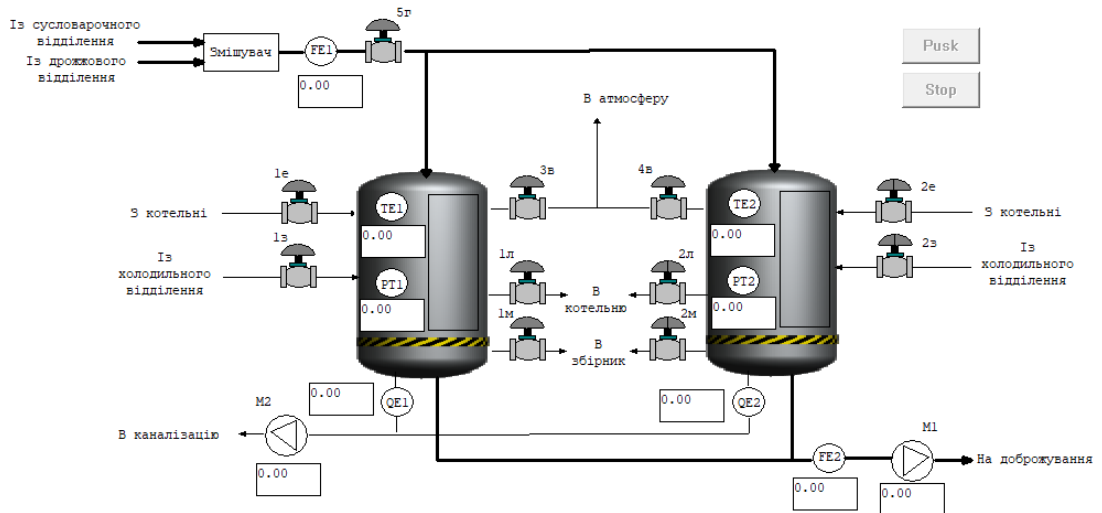 5г
Із сусловарочного
відділення
Змішувач
FE1
Pusk
Із дрожжового
відділення
0.00
Stop
В атмосферу
1е
3в
4в
2е
TE1
TE2
З котельні
З котельні
0.00
0.00
1з
2з
Із
холодильного
відділення
1л
2л
Із
холодильного
відділення
PT1
PT2
В
котельню
0.00
0.00
1м
2м
В
збірник
0.00
0.00
М2
QE1
QE2
В каналізацію
М1
FE2
На доброжування
0.00
0.00
0.00